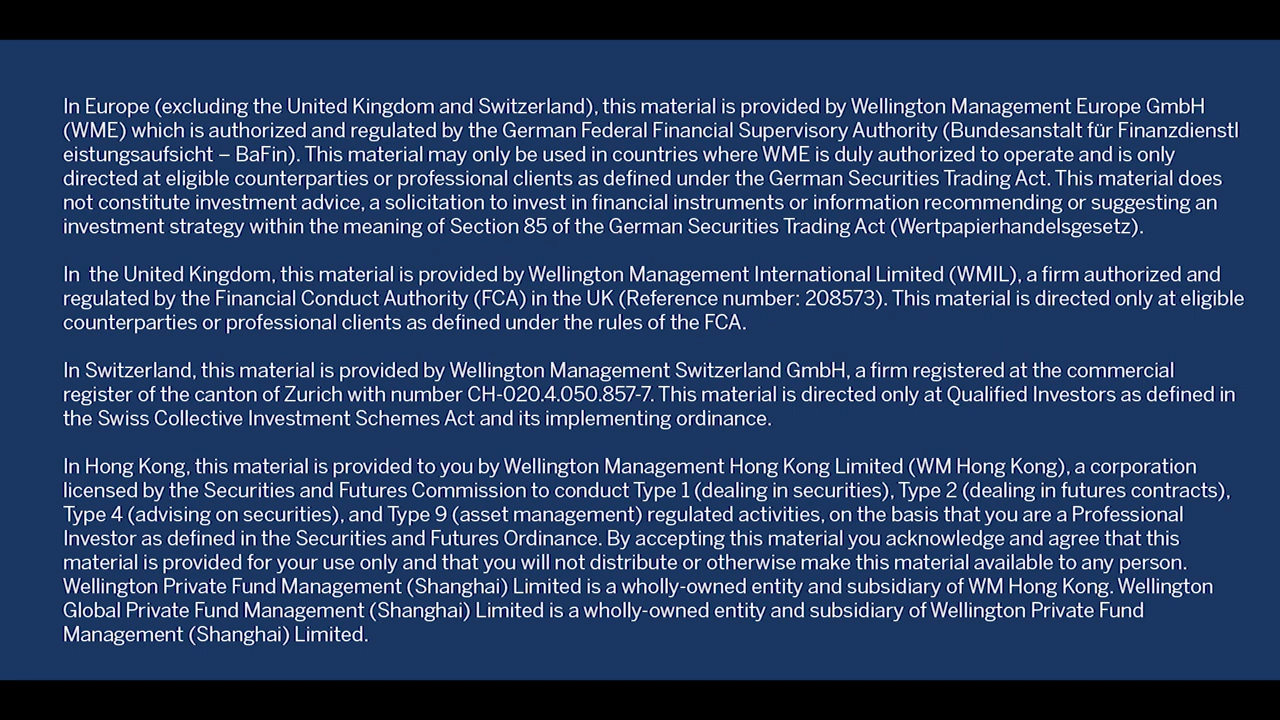 In Europe (excluding the United Kingdom and Switzerland), this material is provided by Wellington Management Europe GmbH
(WME) which is authorized and regulated by the German Federal Financial Supervisory Authority (Bundesanstalt für Finanzdienstl
eistungsaufsicht – BaFin). This material may only be used in countries where WME is duly authorized to operate and is only
directed at eligible counterparties or professional clients as defined under the German Securities Trading Act. This material does
not constitute investment advice, a solicitation to invest in financial instruments or information recommending or suggesting an
investment strategy within the meaning of Section 85 of the German Securities Trading Act (Wertpapierhandelsgesetz).
In  the United Kingdom, this material is provided by Wellington Management International Limited (WMIL), a firm authorized and
regulated by the Financial Conduct Authority (FCA) in the UK (Reference number: 208573). This material is directed only at eligible
counterparties or professional clients as defined under the rules of the FCA.
In Switzerland, this material is provided by Wellington Management Switzerland GmbH, a firm registered at the commercial
register of the canton of Zurich with number CH-020.4.050.857-7. This material is directed only at Qualified Investors as defined in
the Swiss Collective Investment Schemes Act and its implementing ordinance.
In Hong Kong, this material is provided to you by Wellington Management Hong Kong Limited (WM Hong Kong), a corporation
licensed by the Securities and Futures Commission to conduct Type 1 (dealing in securities), Type 2 (dealing in futures contracts),
Type 4 (advising on securities), and Type 9 (asset management) regulated activities, on the basis that you are a Professional
Investor as defined in the Securities and Futures Ordinance. By accepting this material you acknowledge and agree that this
material is provided for your use only and that you will not distribute or otherwise make this material available to any person.
Wellington Private Fund Management (Shanghai) Limited is a wholly-owned entity and subsidiary of WM Hong Kong. Wellington
Global Private Fund Management (Shanghai) Limited is a wholly-owned entity and subsidiary of Wellington Private Fund
Management (Shanghai) Limited.